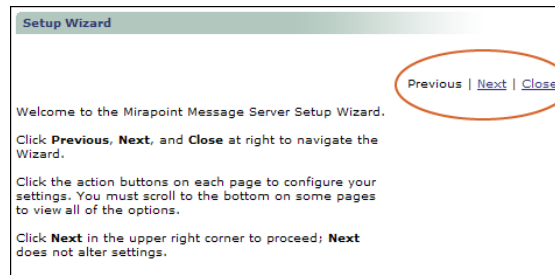 Setup Wizard
Previous | Next | Close
Welcome to the Mirapoint Message Server Setup Wizard.
Click Previous, Next, and Close at right to navigate the
Wizard.
Click the action buttons on each page to configure your
settings. You must scroll to the bottom on some pages
to view all of the options.
Click Next in the upper right corner to proceed; Next
does not alter settings.